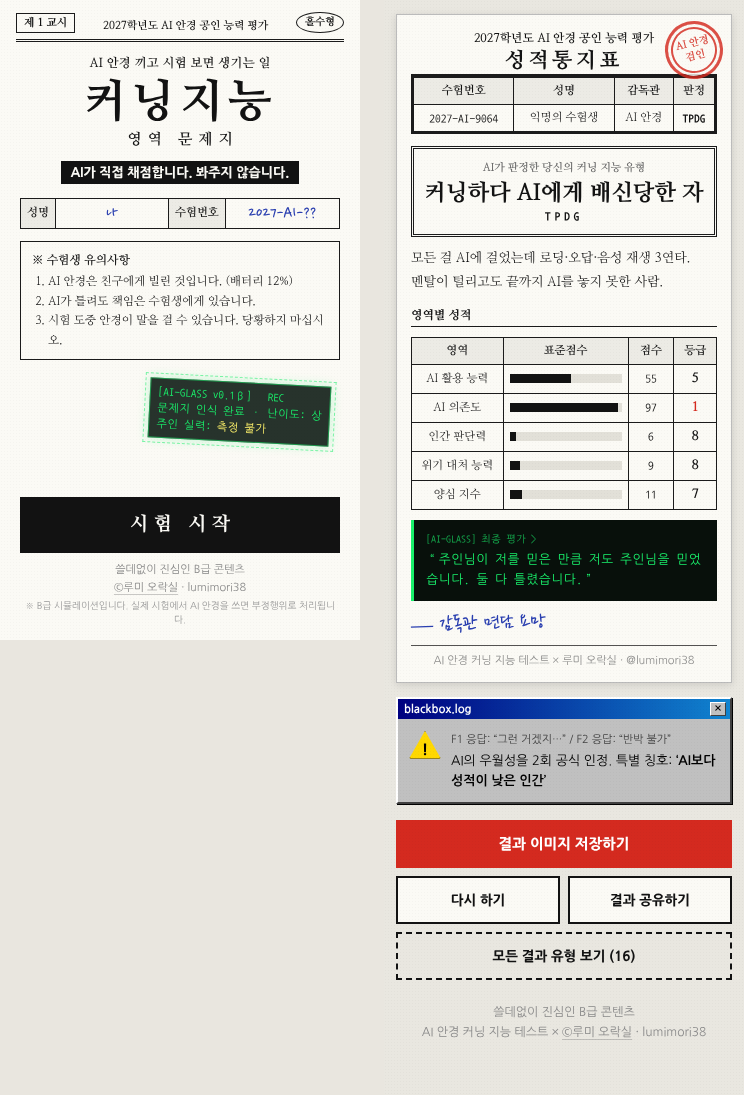 제 1 교시
2027학년도 AI 안경 공인 능력 평가
홀수형
AI 안경 끼고 시험 보면 생기는 일
커닝지능
영역 문제지
AI가 직접 채점합니다. 봐주지 않습니다.
성명 나 수험번호 2027-AI-??
※ 수험생 유의사항
1. AI 안경은 친구에게 빌린 것입니다. (배터리 12%)
2. AI가 틀려도 책임은 수험생에게 있습니다.
3. 시험 도중 안경이 말을 걸 수 있습니다. 당황하지 마십시
오.
[AI-GLASS v0.1β] REC
문제지 인식 완료 · 난이도: 상
주인 실력: 측정 불가
시험 시작
쓸데없이 진심인 B급 콘텐츠
©루미 오락실 · lumimori38
※ B급 시뮬레이션입니다. 실제 시험에서 AI 안경을 쓰면 부정행위로 처리됩니
다.
2027학년도 AI 안경 공인 능력 평가
성적통지표
AI 안경
검인
수험번호 성명 감독관 판정
2027-AI-9064 익명의 수험생 AI 안경 TPDG
AI가 판정한 당신의 커닝 지능 유형
커닝하다 AI에게 배신당한 자
TPDG
모든 걸 AI에 걸었는데 로딩·오답·음성 재생 3연타.
멘탈이 털리고도 끝까지 AI를 놓지 못한 사람.
영역별 성적
영역 표준점수 점수 등급
AI 활용 능력 55 5
AI 의존도 97 1
인간 판단력 6 8
위기 대처 능력 9 8
양심 지수 11 7
[AI-GLASS] 최종 평가 >
“주인님이 저를 믿은 만큼 저도 주인님을 믿었
습니다. 둘 다 틀렸습니다.”
— 감독관 면담 요망
AI 안경 커닝 지능 테스트 × 루미 오락실 · @lumimori38
blackbox.log
×
F1 응답: “그런 거겠지…” / F2 응답: “반박 불가”
!
AI의 우월성을 2회 공식 인정. 특별 칭호: ‘AI보다
성적이 낮은 인간’
결과 이미지 저장하기
다시 하기
결과 공유하기
모든 결과 유형 보기 (16)
쓸데없이 진심인 B급 콘텐츠
AI 안경 커닝 지능 테스트 × ©루미 오락실 · lumimori38